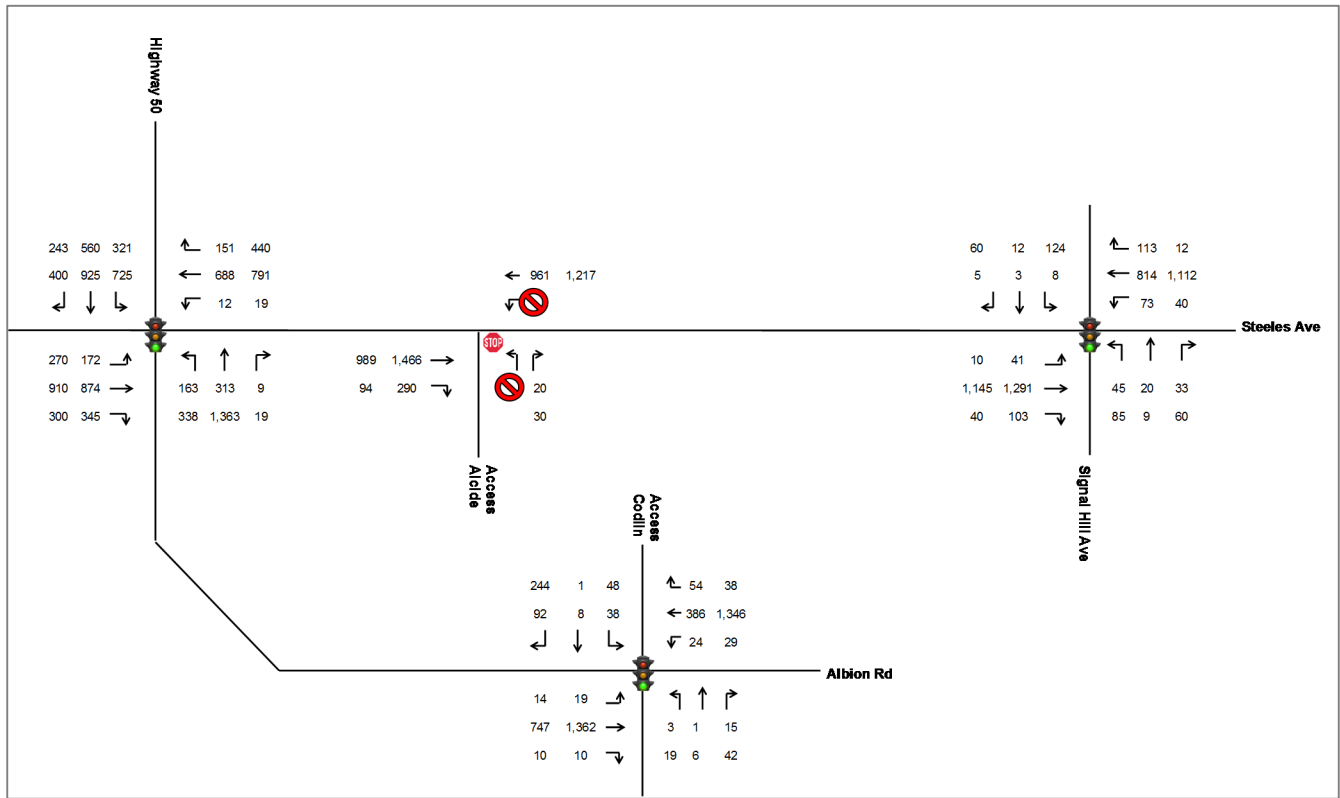 Highway 50
243 560 321
400 925 725
151 440
688 791
12 19
270 172
910 874
300 345
163 313 9
338 1,363 19
961 1,217
STOP
989 1,466
94 290
20
30
Access
Alcide
60 12 124
5 3 8
113 12
814 1,112
73 40
Steeles Ave
10 41
1,145 1,291
40 103
45 20 33
85 9 60
Signal Hill Ave
Access
Codlin
244 1 48
92 8 38
54 38
386 1,346
24 29
Albion Rd
14 19
747 1,362
10 10
3 1 15
19 6 42